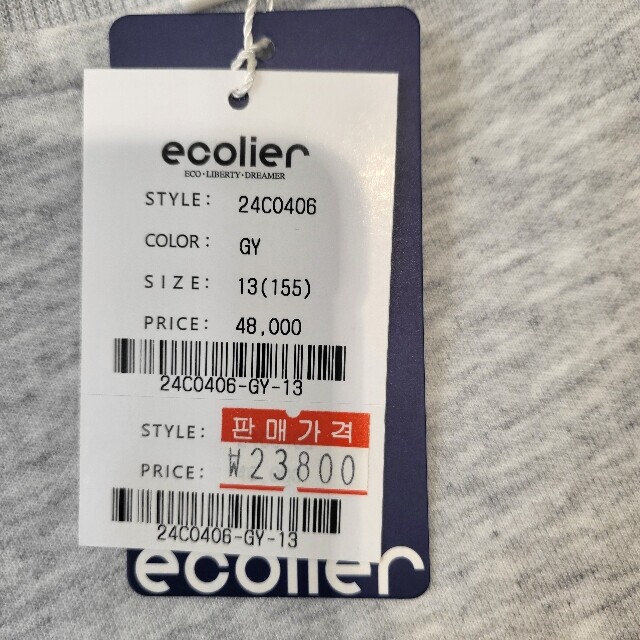 ecolier
ECO·LIBERTY·DREAMER
STYLE: 24C0406
COLOR: GY
SIZE: 13(155)
PRICE: 48,000
24C0406-GY-13
STYLE: 판매가격
PRICE: ₩23800
24C0406-GY-13
ecolier